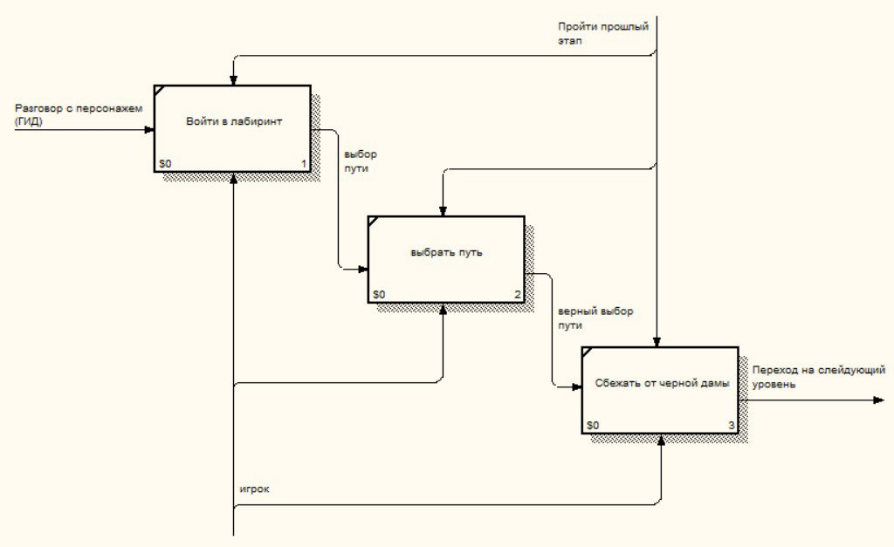 Пройти прошлый
этап
Разговор с персонажем
(ГИД)
Войти в лабиринт
$0 1
выбор
пути
выбрать путь
$0 2
верный выбор
пути
Сбежать от черной дамы
$0 3
Переход на слейдующий
уровень
игрок